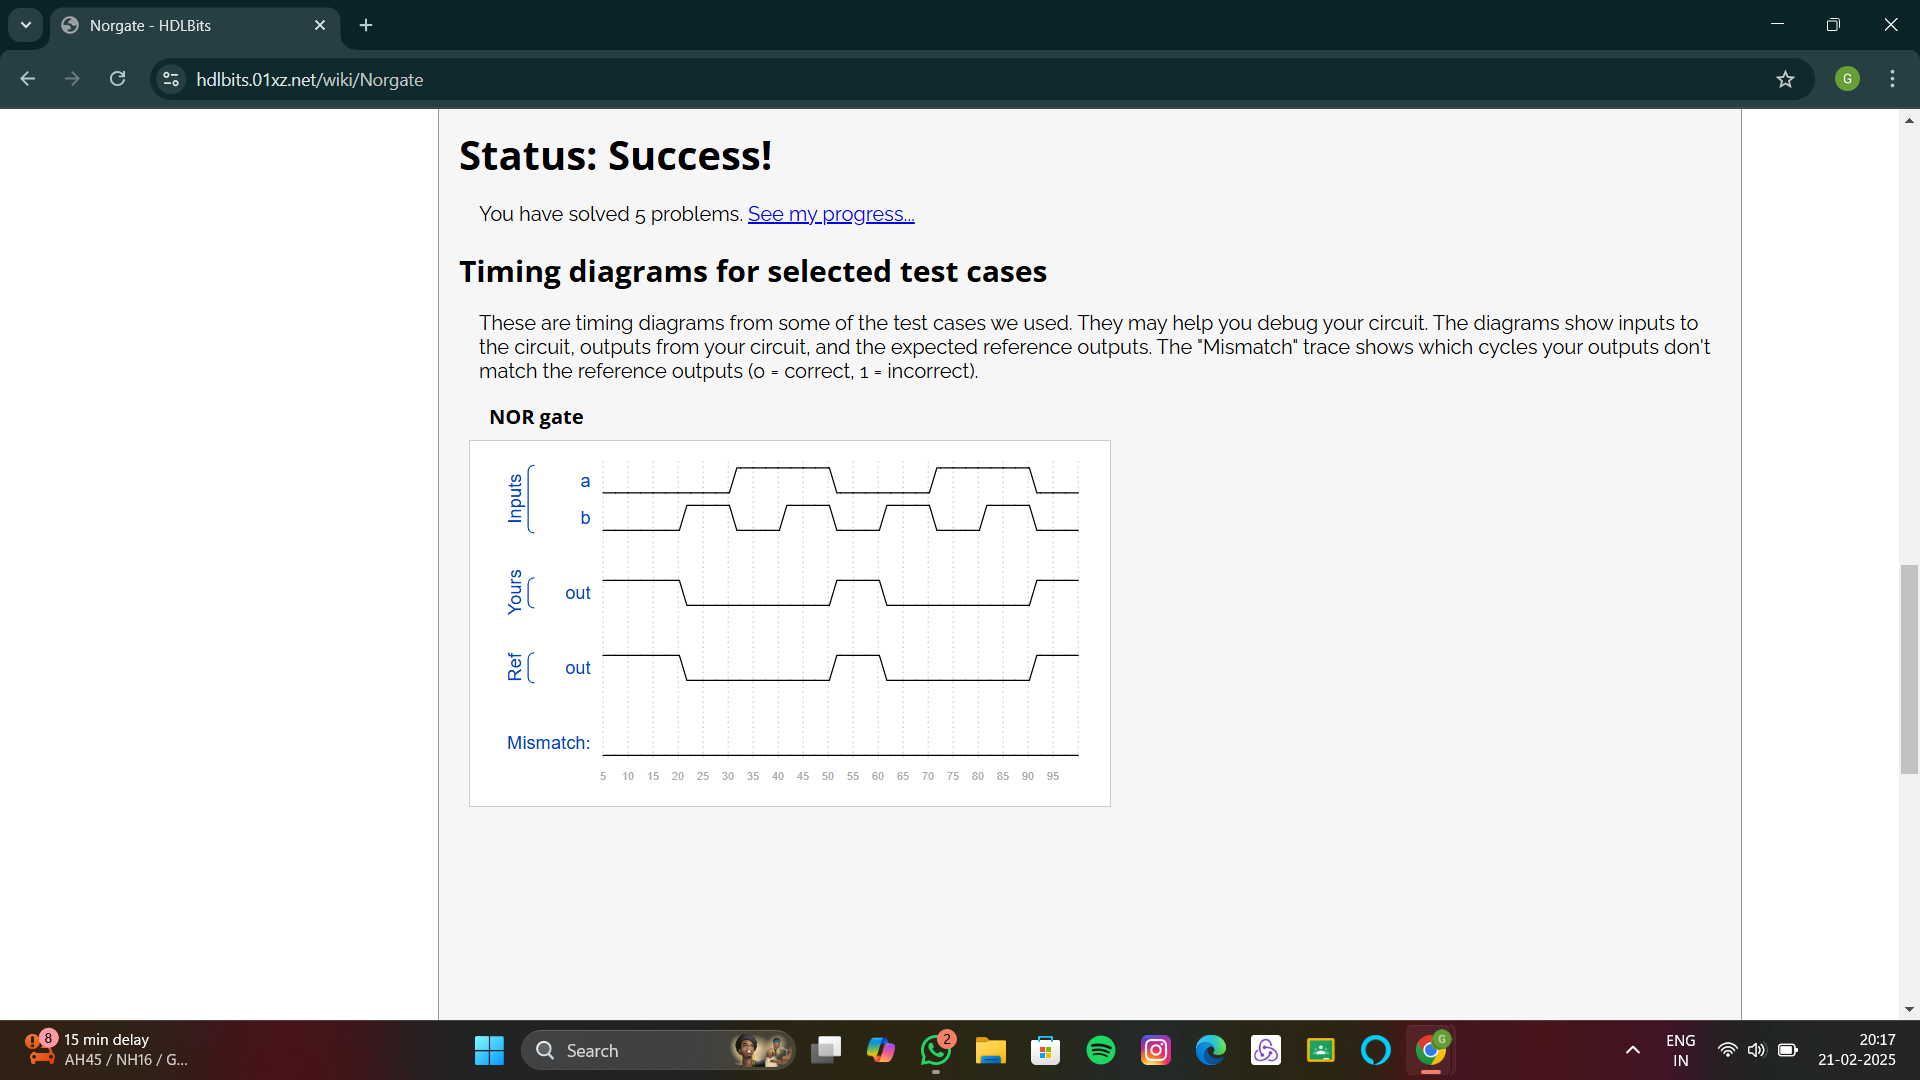 Norgate - HDLBits
hdlbits.01xz.net/wiki/Norgate
G
Status: Success!
You have solved 5 problems. See my progress...
Timing diagrams for selected test cases
These are timing diagrams from some of the test cases we used. They may help you debug your circuit. The diagrams show inputs to
the circuit, outputs from your circuit, and the expected reference outputs. The "Mismatch" trace shows which cycles your outputs don't
match the reference outputs (0 = correct, 1 = incorrect).
NOR gate
Inputs
a
b
Yours
out
Ref
out
Mismatch:
5 10 15 20 25 30 35 40 45 50 55 60 65 70 75 80 85 90 95
8
15 min delay
AH45 / NH16 / G...
Search
2
G
ENG
IN
20:17
21-02-2025